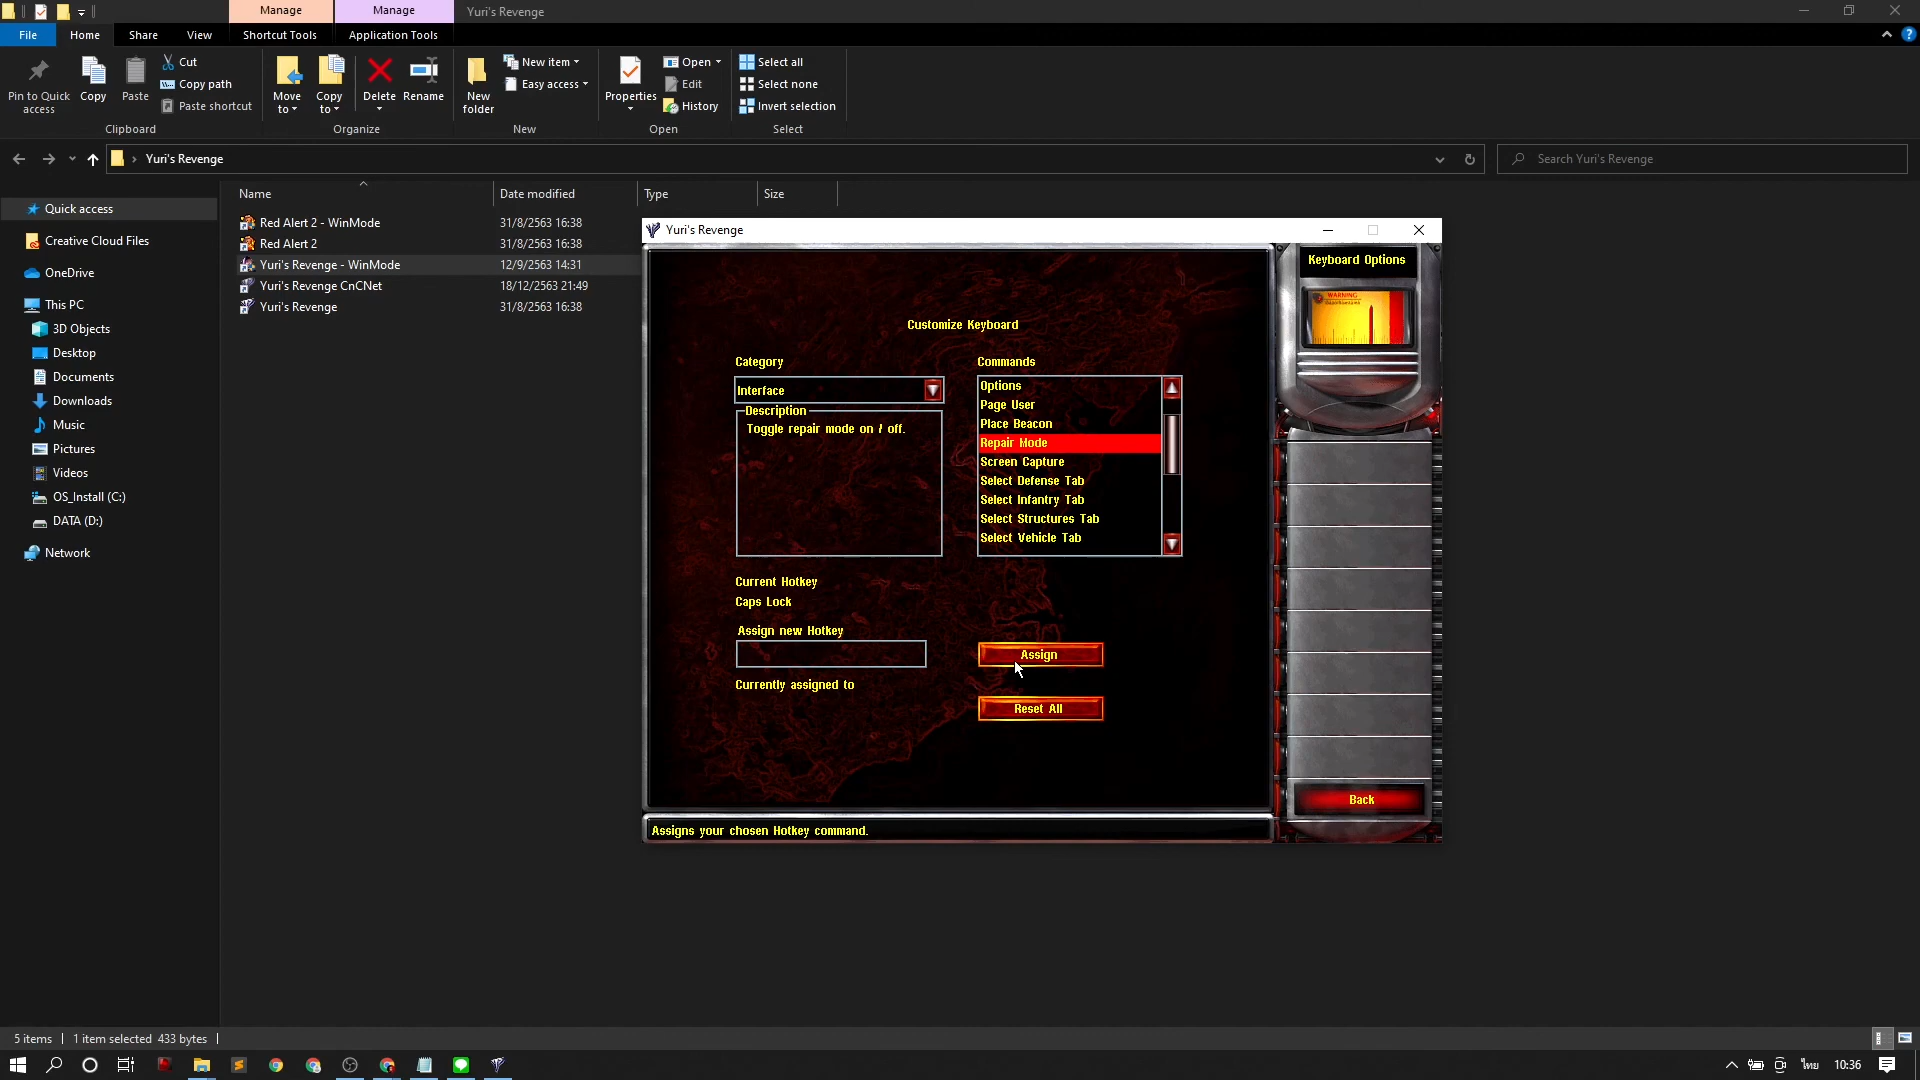 Manage
Manage
Yuri's Revenge
File
Home
Share
View
Shortcut Tools
Application Tools
Pin to Quick access
Copy
Paste
Cut
Copy path
Paste shortcut
Clipboard
Move to
Copy to
Delete
Rename
Organize
New folder
New item
Easy access
New
Properties
Open
Edit
History
Open
Select all
Select none
Invert selection
Select
Yuri's Revenge
Search Yuri's Revenge
Name
Date modified
Type
Size
Quick access
Creative Cloud Files
OneDrive
This PC
3D Objects
Desktop
Documents
Downloads
Music
Pictures
Videos
OS_Install (C:)
DATA (D:)
Network
Red Alert 2 - WinMode 31/8/2563 16:38
Red Alert 2 31/8/2563 16:38
Yuri's Revenge - WinMode 12/9/2563 14:31
Yuri's Revenge CnCNet 18/12/2563 21:49
Yuri's Revenge 31/8/2563 16:38
Yuri's Revenge
Keyboard Options
WARNING
Customize Keyboard
Category
Interface
Description
Toggle repair mode on / off.
Commands
Options
Page User
Place Beacon
Repair Mode
Screen Capture
Select Defense Tab
Select Infantry Tab
Select Structures Tab
Select Vehicle Tab
Current Hotkey
Caps Lock
Assign new Hotkey
Assign
Currently assigned to
Reset All
Back
Assigns your chosen Hotkey command.
5 items
1 item selected 433 bytes
ไทย
10:36